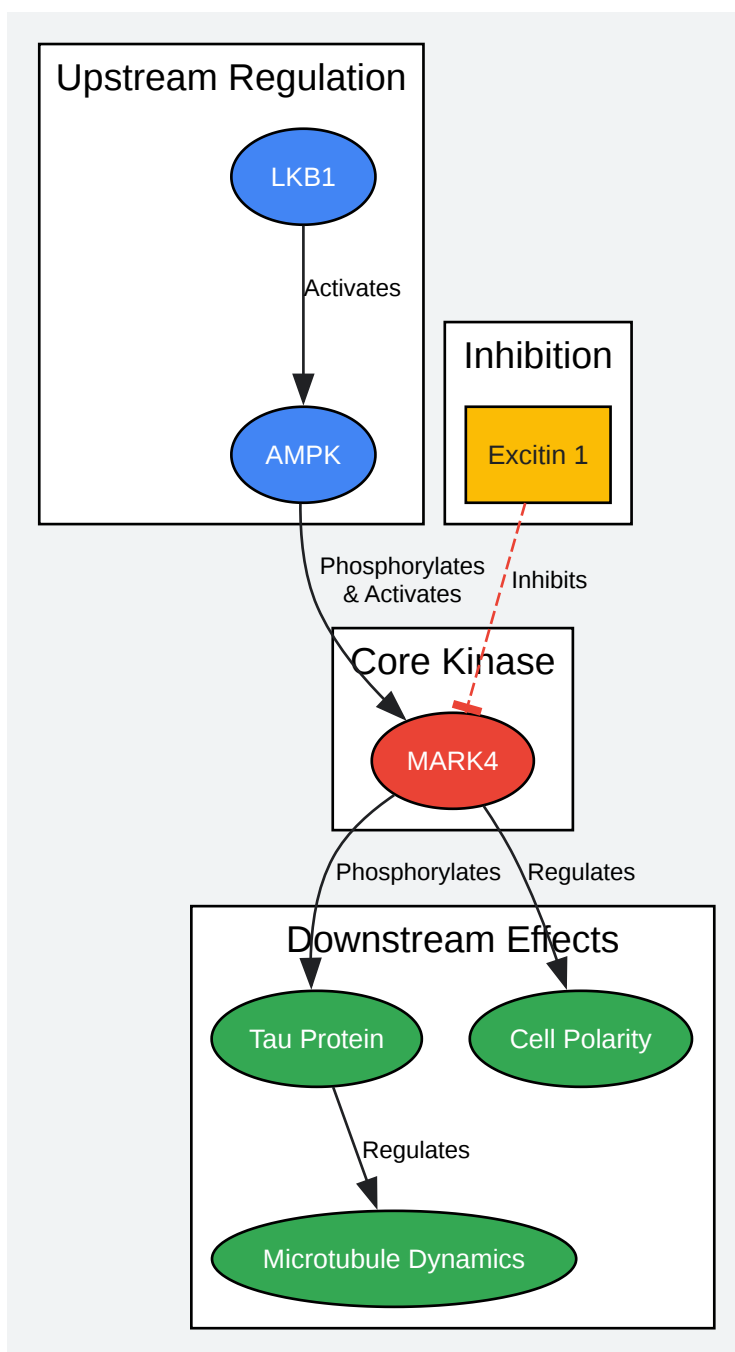 Upstream Regulation
LKB1
Activates
Inhibition
AMPK
Excitin 1
Phosphorylates
& Activates
Inhibits
Core Kinase
MARK4
Phosphorylates
Regulates
Downstream Effects
Tau Protein
Cell Polarity
Regulates
Microtubule Dynamics